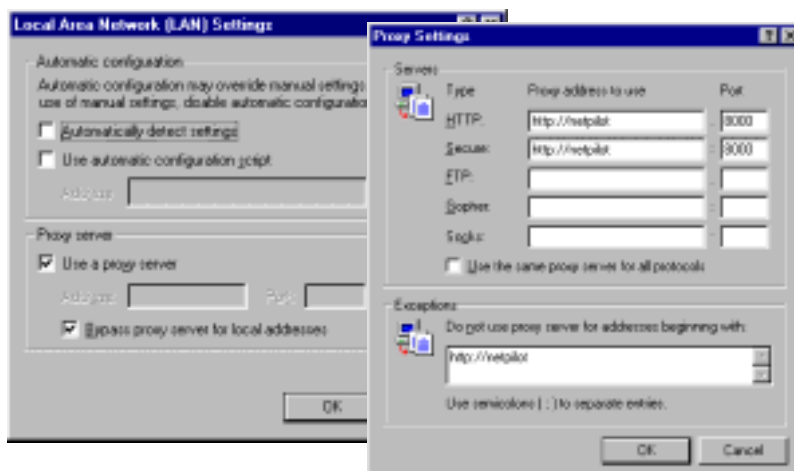 Local Area Network (LAN) Settings
Automatic configuration
Automatic configuration may override manual settings
use of manual settings, disable automatic configuration
Automatically detect settings
Use automatic configuration script
Address
Proxy server
Use a proxy server
Address: Port:
Bypass proxy server for local addresses
OK
Proxy Settings
Servers
Type Proxy address to use Port
HTTP: http://netpilot : 8000
Secure: http://netpilot : 8000
FTP: :
Gopher: :
Socks: :
Use the same proxy server for all protocols
Exceptions
Do not use proxy server for addresses beginning with:
http://netpilot
Use semicolons ( ; ) to separate entries.
OK Cancel